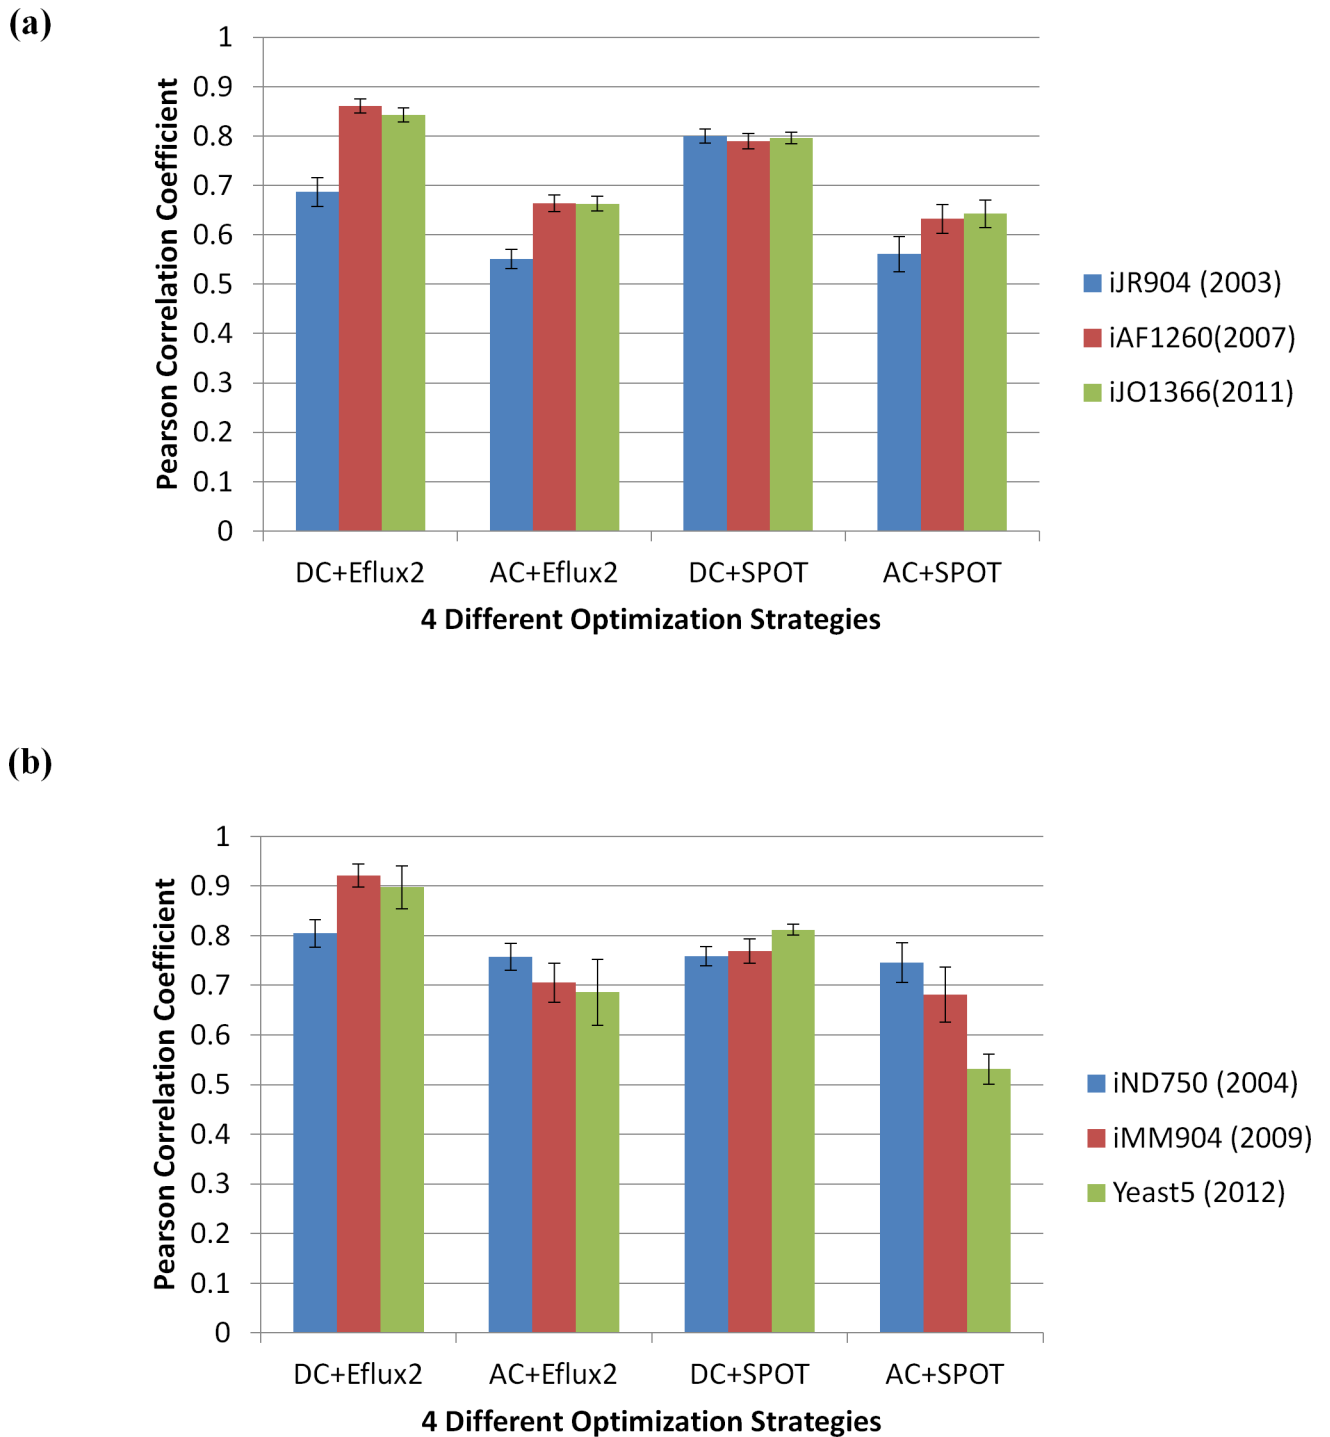 (a)
Pearson Correlation Coefficient
1
0.9
0.8
0.7
0.6
0.5
0.4
0.3
0.2
0.1
0
DC+Eflux2
AC+Eflux2
DC+SPOT
AC+SPOT
4 Different Optimization Strategies
iJR904 (2003)
iAF1260(2007)
iJO1366(2011)
(b)
Pearson Correlation Coefficient
1
0.9
0.8
0.7
0.6
0.5
0.4
0.3
0.2
0.1
0
DC+Eflux2
AC+Eflux2
DC+SPOT
AC+SPOT
4 Different Optimization Strategies
iND750 (2004)
iMM904 (2009)
Yeast5 (2012)